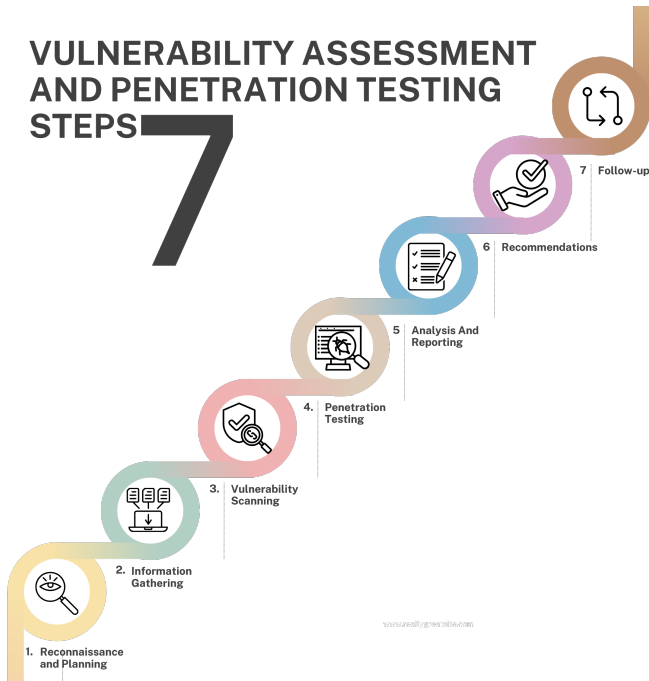 VULNERABILITY ASSESSMENT
AND PENETRATION TESTING
STEPS
7
7 Follow-up
6 Recommendations
5 Analysis And
Reporting
4. Penetration
Testing
3. Vulnerability
Scanning
2. Information
Gathering
1. Reconnaissance
and Planning